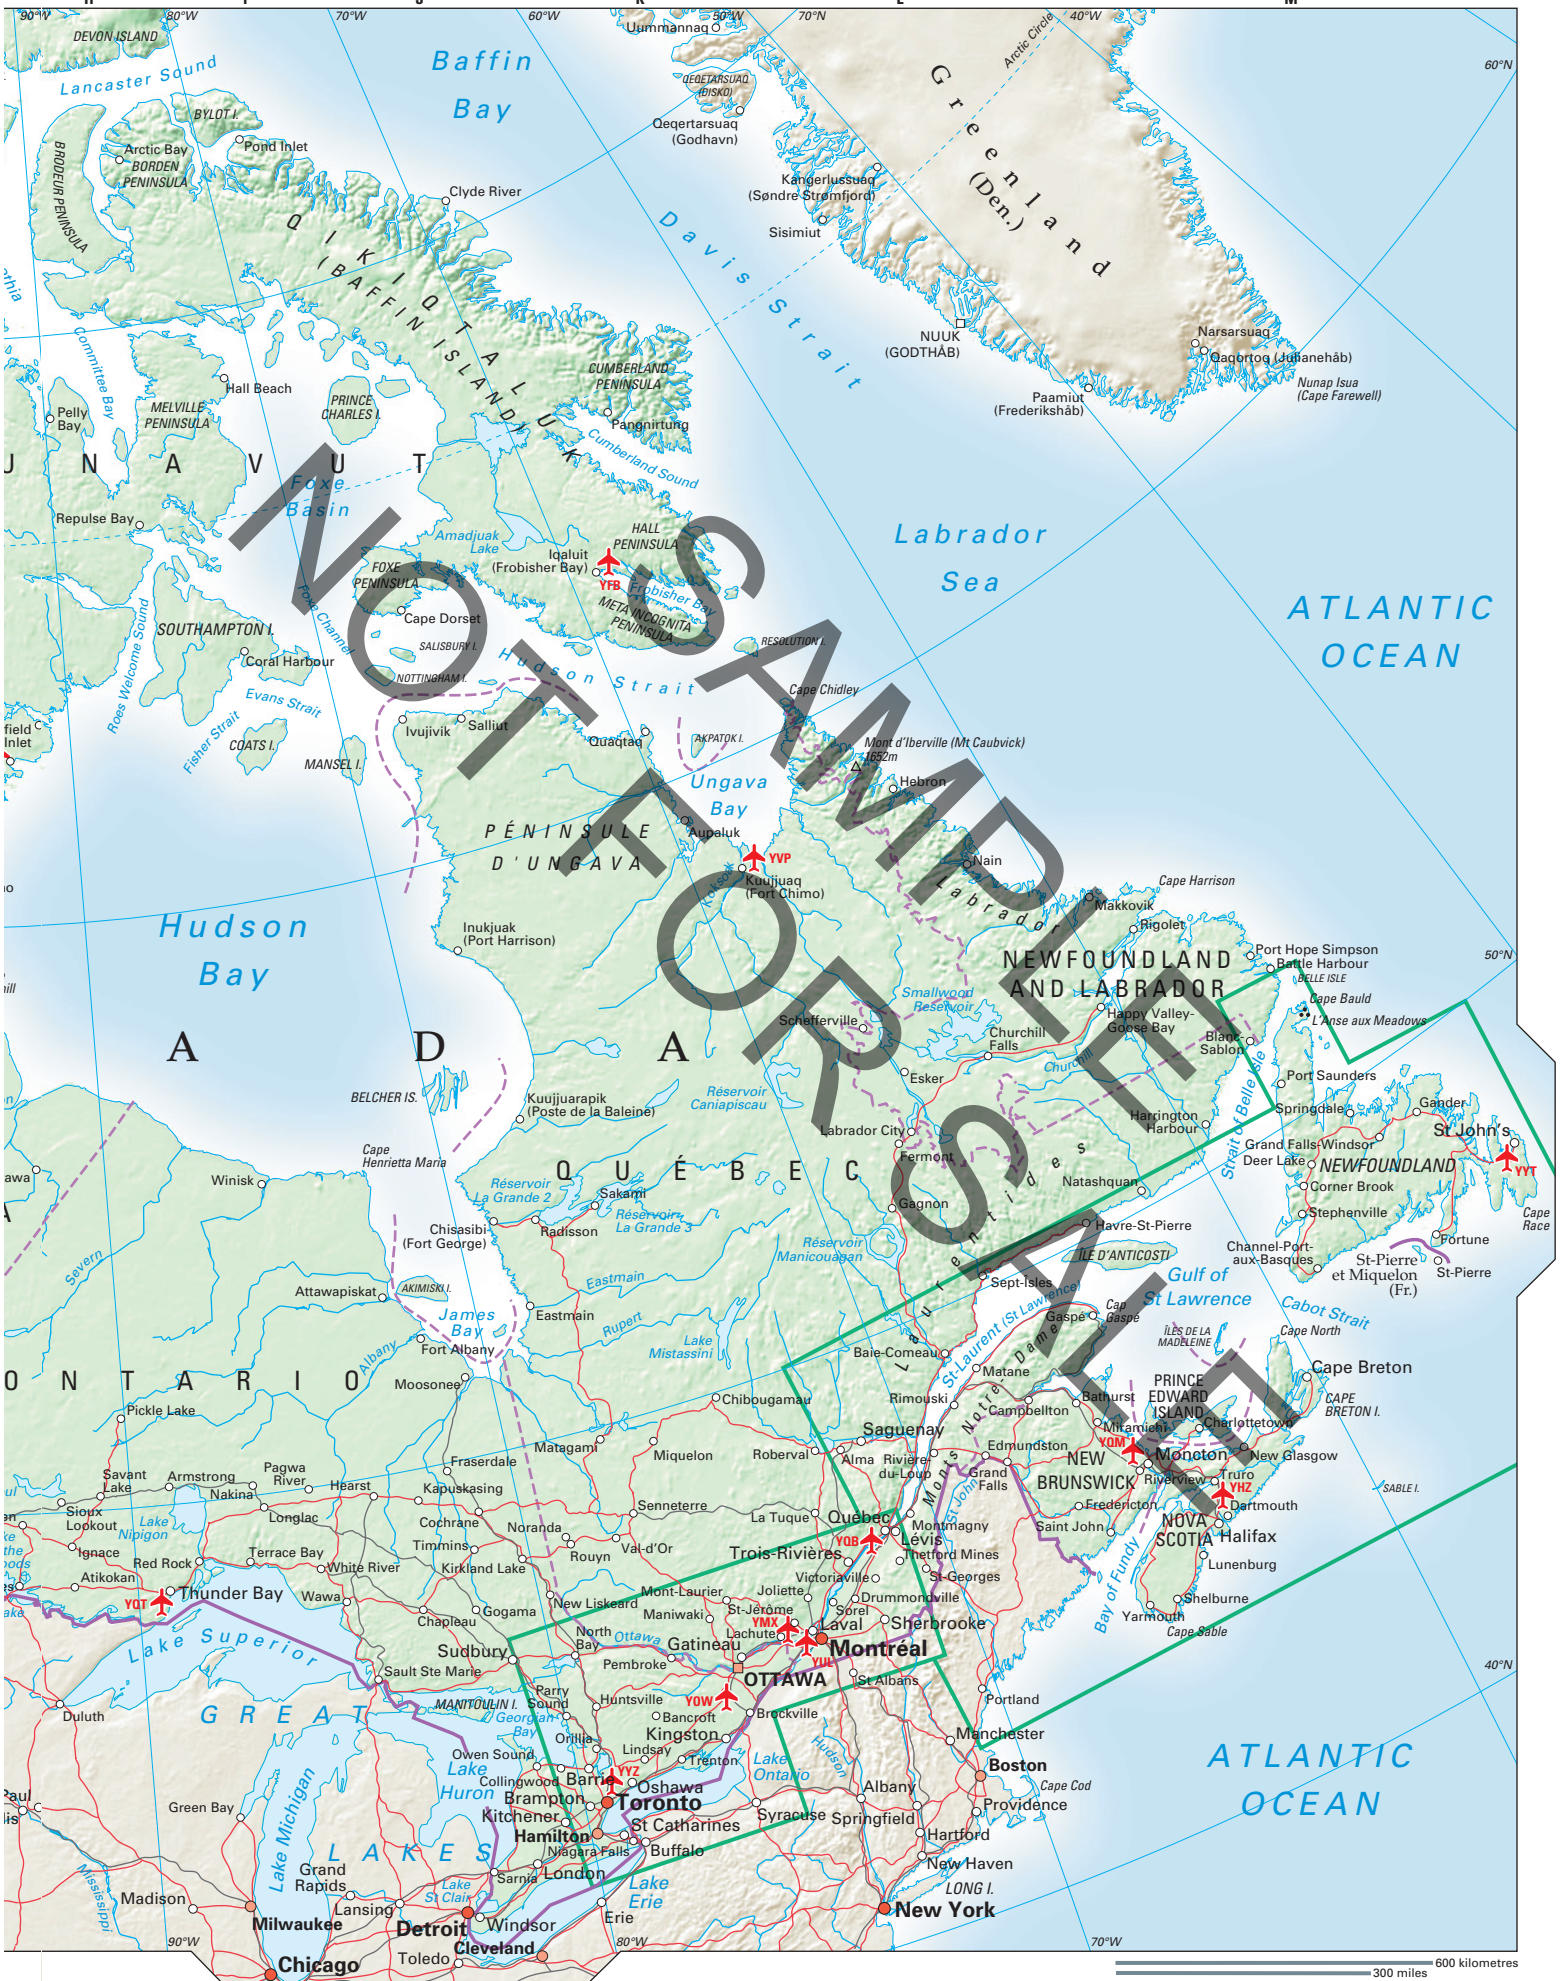 90°W
80°W
70°W
60°W
50°W
70°N
40°W
60°N
DEVON ISLAND
Lancaster Sound
Baffin
Bay
Uummannaq
QEQETARSUAQ
(DISKO)
Qeqertarsuaq
(Godhavn)
Arctic Circle
Greenland
(Den.)
BYLOT I.
Pond Inlet
Arctic Bay
BORDEN
PENINSULA
BRODEUR PENINSULA
Clyde River
QIKIQTALUK
(BAFFIN ISLAND)
Kangerlussuaq
(Søndre Strømfjord)
Sisimiut
Davis Strait
NUUK
(GODTHÅB)
Narsarsuaq
Qaqortoq (Julianehåb)
Nunap Isua
(Cape Farewell)
Paamiut
(Frederikshåb)
Committee Bay
Hall Beach
MELVILLE
PENINSULA
PRINCE
CHARLES I.
CUMBERLAND
PENINSULA
Pangnirtung
Cumberland Sound
Pelly
Bay
UNAVUT
Foxe
Basin
Repulse Bay
Amadjuak
Lake
HALL
PENINSULA
Iqaluit
(Frobisher Bay)
YFB
Frobisher Bay
META INCOGNITA
PENINSULA
FOXE
PENINSULA
Cape Dorset
Foxe Channel
SALISBURY I.
NOTTINGHAM I.
Hudson Strait
RESOLUTION I.
Labrador
Sea
ATLANTIC
OCEAN
SOUTHAMPTON I.
Coral Harbour
Roes Welcome Sound
Evans Strait
Fisher Strait
COATS I.
MANSEL I.
field
Inlet
Ivujivik
Salliut
Quaqtaq
AKPATOK I.
Ungava
Bay
Cape Chidley
Mont d'Iberville (Mt Caubvick)
1652m
Hebron
PÉNINSULE
D'UNGAVA
Aupaluk
YVP
Kuujjuaq
(Fort Chimo)
Koksoak
Nain
Labrador
Makkovik
Cape Harrison
Rigolet
Hudson
Bay
Inukjuak
(Port Harrison)
NEWFOUNDLAND
AND LABRADOR
Port Hope Simpson
Battle Harbour
BELLE ISLE
Cape Bauld
L'Anse aux Meadows
50°N
Smallwood
Reservoir
Schefferville
Happy Valley-
Goose Bay
Churchill
Falls
Churchill
Blanc-
Sablon
Strait of Belle Isle
A D A
BELCHER IS.
Kuujjuarapik
(Poste de la Baleine)
Réservoir
Caniapiscau
Esker
Port Saunders
Springdale
Gander
St John's
YYT
Cape
Race
Harrington
Harbour
Grand Falls-Windsor
Deer Lake
NEWFOUNDLAND
Corner Brook
Stephenville
Labrador City
Fermont
Cape
Henrietta Maria
QUÉBEC
Winisk
Réservoir
La Grande 2
Sakami
Réservoir
La Grande 3
Chisasibi
(Fort George)
Radisson
Gagnon
Natashquan
Laurentides
Havre-St-Pierre
ÎLE D'ANTICOSTI
Channel-Port-
aux-Basques
Fortune
St-Pierre
et Miquelon
(Fr.)
St-Pierre
Réservoir
Manicouagan
Severn
Eastmain
Attawapiskat
AKIMISKI I.
James
Bay
Eastmain
Rupert
Sept-Isles
St-Laurent (St Lawrence)
Gaspé
Cap
Gaspé
Gulf of
St Lawrence
Cabot Strait
ÎLES DE LA
MADELEINE
Cape North
Fort Albany
Albany
Lake
Mistassini
Baie-Comeau
Matane
Monts Notre-Dame
ONTARIO
Moosonee
Chibougamau
Rimouski
Campbellton
Bathurst
PRINCE
EDWARD
ISLAND
Cape Breton
CAPE
BRETON I.
Pickle Lake
Matagami
Miquelon
Roberval
Saguenay
Alma
Rivière-
du-Loup
Edmundston
Grand
Falls
NEW
BRUNSWICK
Miramichi
YQM
Moncton
Charlottetown
New Glasgow
Riverview
Truro
YHZ
Dartmouth
SABLE I.
Fraserdale
Savant
Lake
Armstrong
Nakina
Pagwa
River
Hearst
Kapuskasing
Senneterre
La Tuque
Québec
YQB
Lévis
Montmagny
St John
Fredericton
Saint John
NOVA
SCOTIA
Halifax
Sioux
Lookout
Lake
Nipigon
Longlac
Cochrane
Noranda
Timmins
Rouyn
Val-d'Or
Trois-Rivières
Thetford Mines
Lunenburg
Ignace
Red Rock
Terrace Bay
White River
Kirkland Lake
Victoriaville
St-Georges
Bay of Fundy
Shelburne
Yarmouth
Cape Sable
Atikokan
YQT
Thunder Bay
Wawa
Chapleau
Gogama
New Liskeard
Mont-Laurier
Joliette
Drummondville
Maniwaki
St-Jérôme
Sorel
YMX
Laval
Sherbrooke
Lachute
Montréal
YUL
Lake Superior
Sudbury
North
Bay
Ottawa
Gatineau
Pembroke
OTTAWA
St Albans
40°N
Sault Ste Marie
MANITOULIN I.
Parry
Sound
Georgian
Bay
Huntsville
YOW
Bancroft
Brockville
Portland
Duluth
GREAT
LAKES
Orillia
Kingston
Lindsay
Trenton
Manchester
Owen Sound
Lake
Huron
Collingwood
Barrie
YYZ
Oshawa
Lake
Ontario
Hudson
Boston
Cape Cod
ATLANTIC
OCEAN
Brampton
Toronto
Kitchener
Hamilton
St Catharines
Niagara Falls
Buffalo
Syracuse
Albany
Springfield
Providence
Hartford
New Haven
LONG I.
New York
Paul
lis
Green Bay
Lake Michigan
Mississippi
Grand
Rapids
Sarnia
London
Lake
St Clair
Lake
Erie
Madison
Milwaukee
Lansing
Detroit
Windsor
Erie
Chicago
Toledo
Cleveland
90°W
80°W
70°W
600 kilometres
300 miles
SAMPLE
NOT FOR SALE